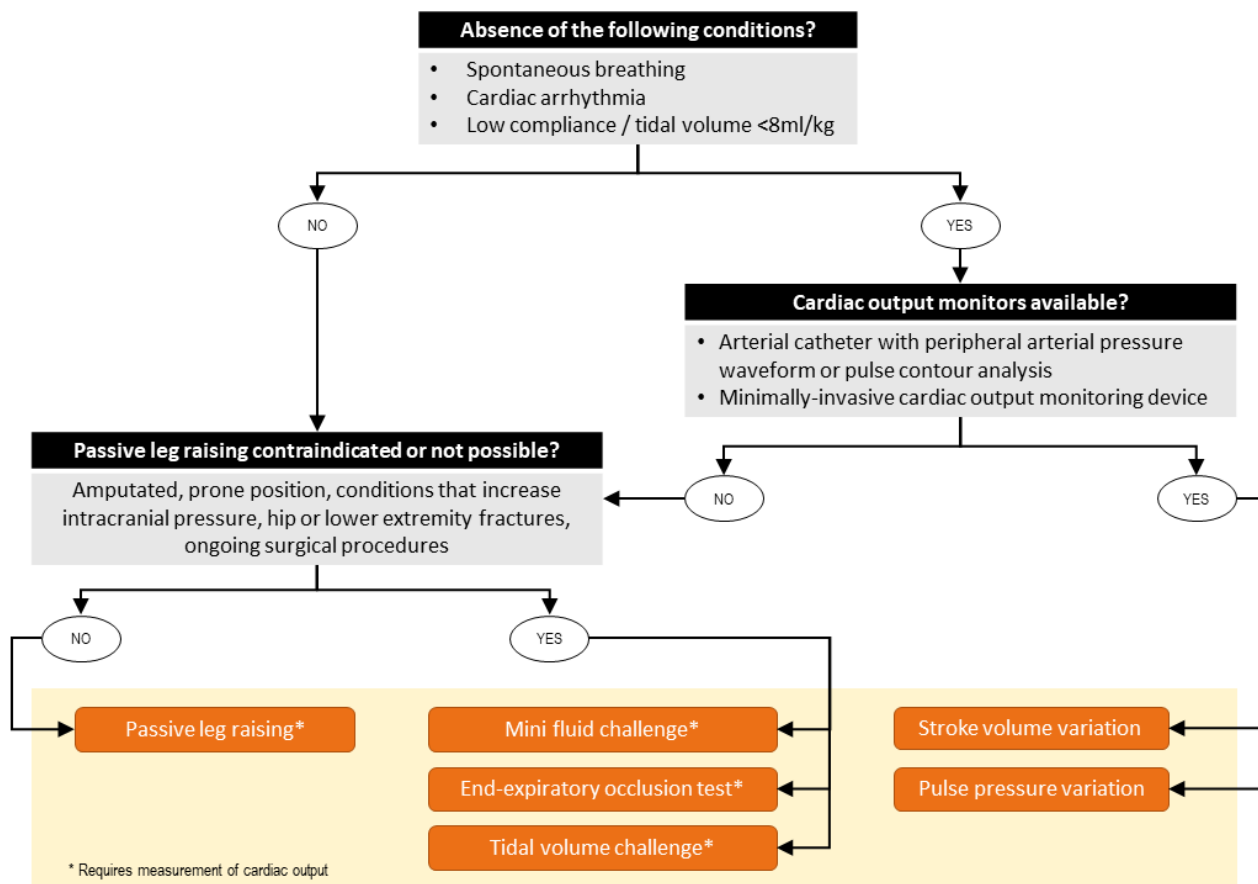 Absence of the following conditions?
• Spontaneous breathing
• Cardiac arrhythmia
• Low compliance / tidal volume <8ml/kg
NO
YES
Cardiac output monitors available?
• Arterial catheter with peripheral arterial pressure
waveform or pulse contour analysis
• Minimally-invasive cardiac output monitoring device
Passive leg raising contraindicated or not possible?
Amputated, prone position, conditions that increase
intracranial pressure, hip or lower extremity fractures,
ongoing surgical procedures
NO
YES
NO
YES
Passive leg raising*
Mini fluid challenge*
Stroke volume variation
End-expiratory occlusion test*
Pulse pressure variation
Tidal volume challenge*
* Requires measurement of cardiac output